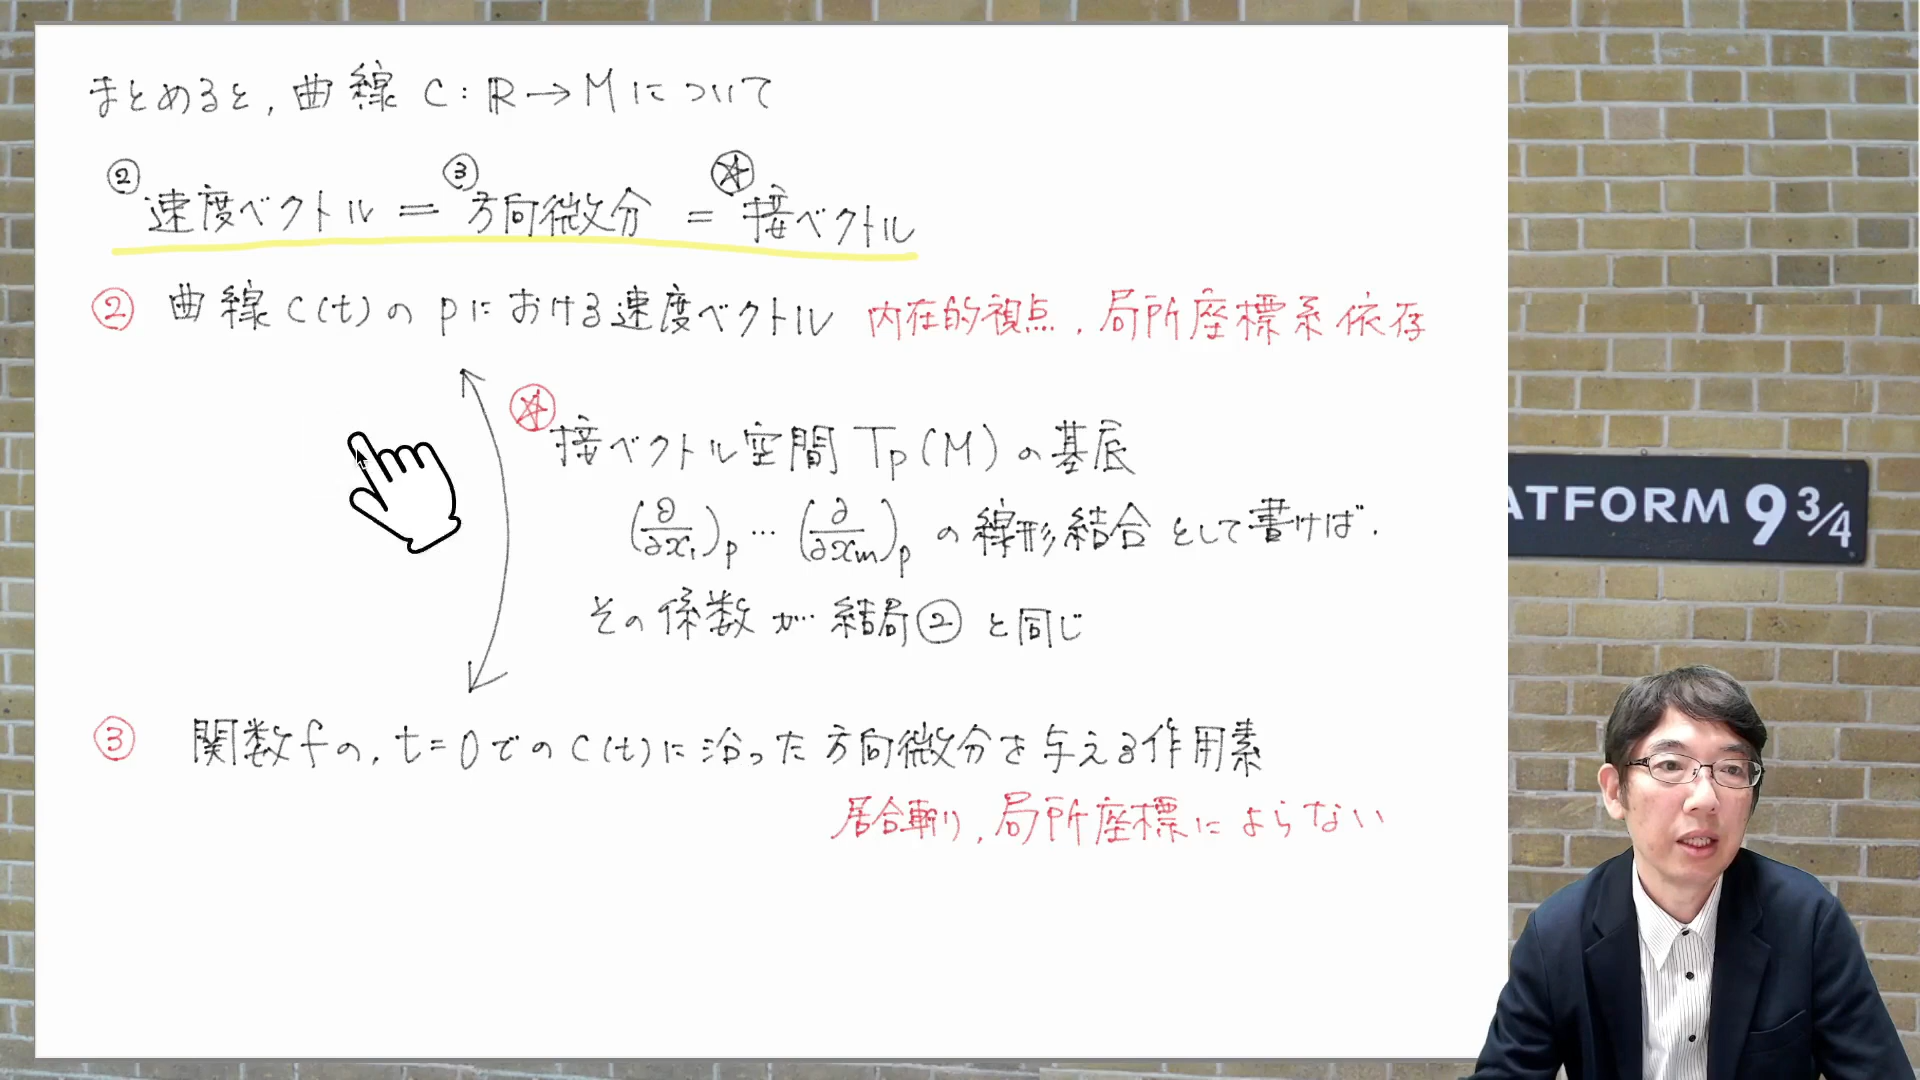 まとめると, 曲線 C : ℝ → M について
② 速度ベクトル = ③ 方向微分 = ☆ 接ベクトル
② 曲線 C(t) の p における速度ベクトル 内在的視点, 局所座標系依存
☆ 接ベクトル空間 Tp(M) の基底
(∂/∂x₁)p … (∂/∂xm)p の線形結合として書けば,
その係数が… 結局②と同じ
③ 関数 f の, t=0 での C(t) に沿った方向微分を与える作用素
居合斬り, 局所座標によらない
ATFORM 9 3/4